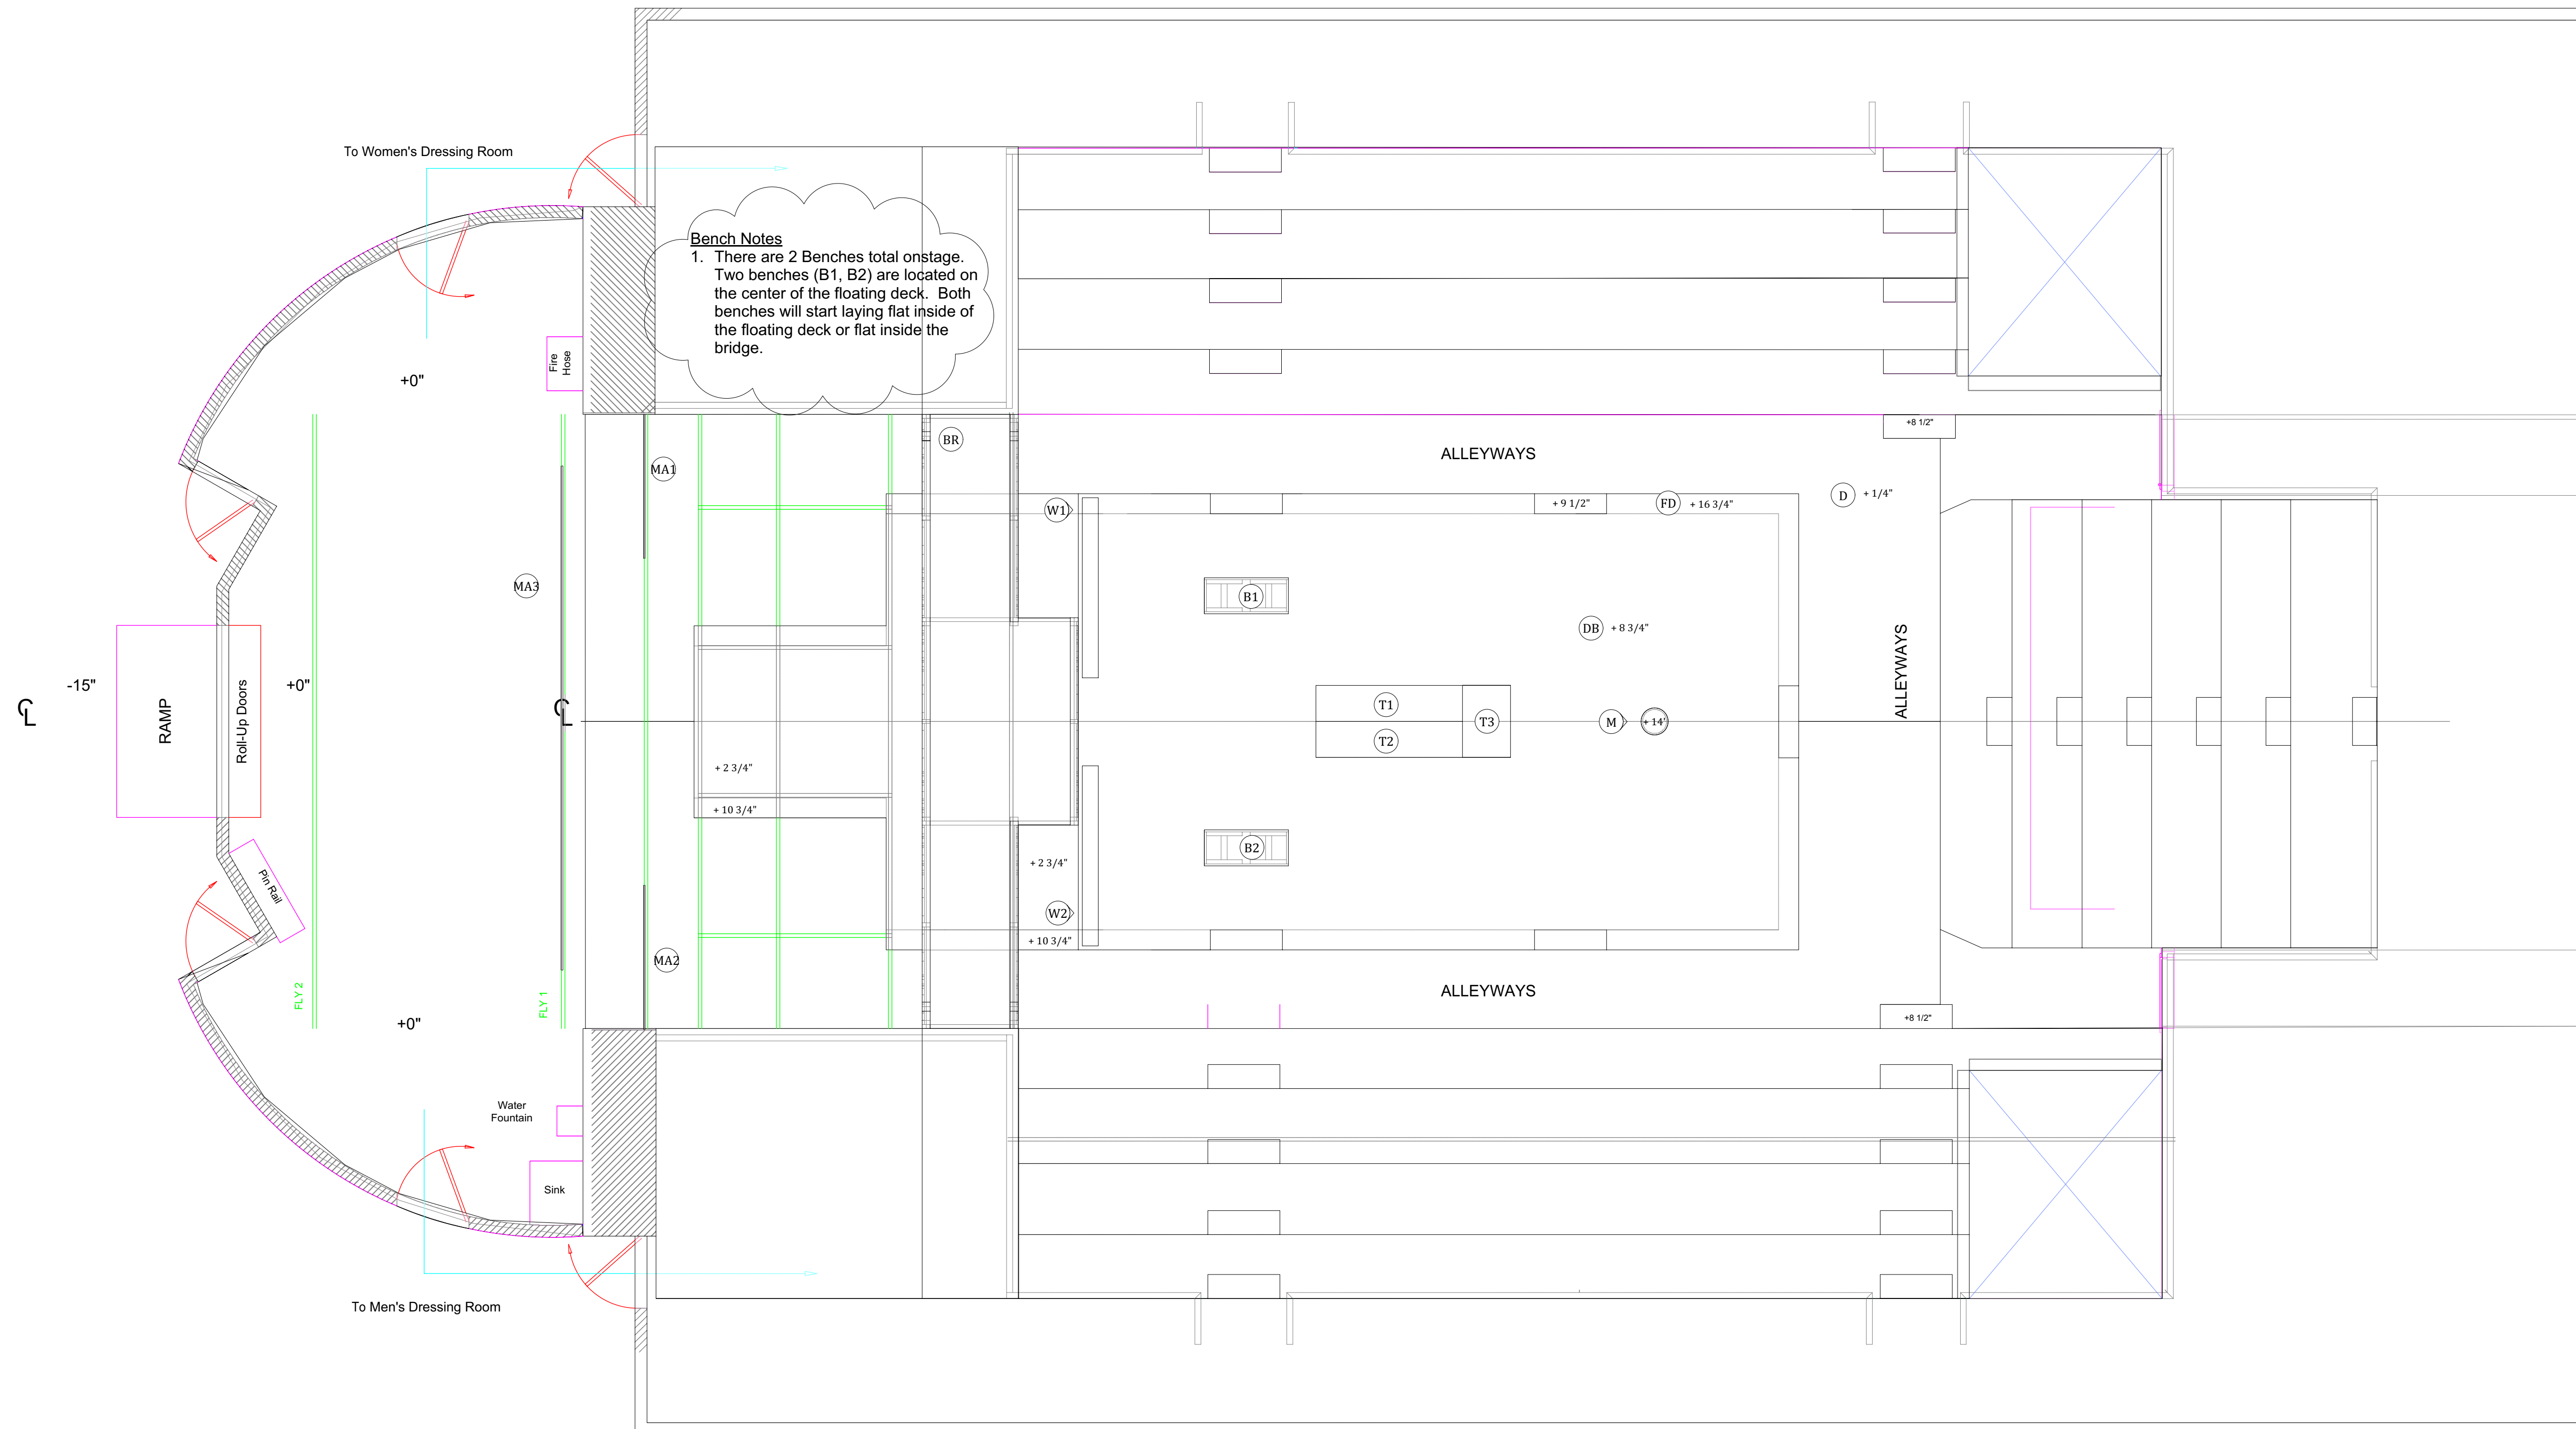 To Women's Dressing Room
Bench Notes
1. There are 2 Benches total onstage.
Two benches (B1, B2) are located on
the center of the floating deck. Both
benches will start laying flat inside of
the floating deck or flat inside the
bridge.
Fire
Hose
+0"
+8 1/2"
BR
ALLEYWAYS
MA1
W1
+ 9 1/2"
FD
+ 16 3/4"
D
+ 1/4"
MA3
B1
DB
+ 8 3/4"
ALLEYWAYS
-15"
+0"
CL
RAMP
Roll-Up Doors
CL
T1
T2
T3
M
+ 14'
+ 2 3/4"
+ 10 3/4"
B2
+ 2 3/4"
Pin Rail
W2
+ 10 3/4"
MA2
FLY 2
FLY 1
ALLEYWAYS
+0"
+8 1/2"
Water
Fountain
Sink
To Men's Dressing Room